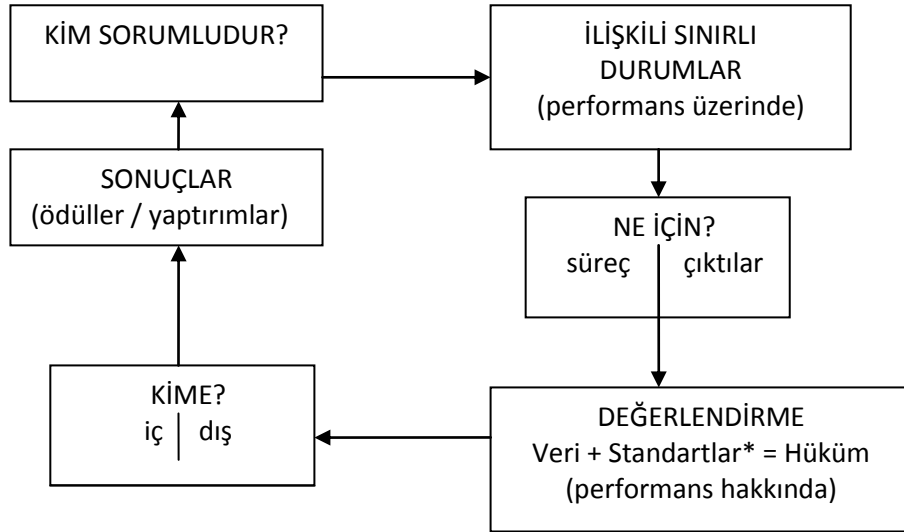 KİM SORUMLUDUR?
İLİŞKİLİ SINIRLI
DURUMLAR
(performans üzerinde)
SONUÇLAR
(ödüller / yaptırımlar)
NE İÇİN?
süreç çıktılar
KİME?
iç dış
DEĞERLENDİRME
Veri + Standartlar* = Hüküm
(performans hakkında)